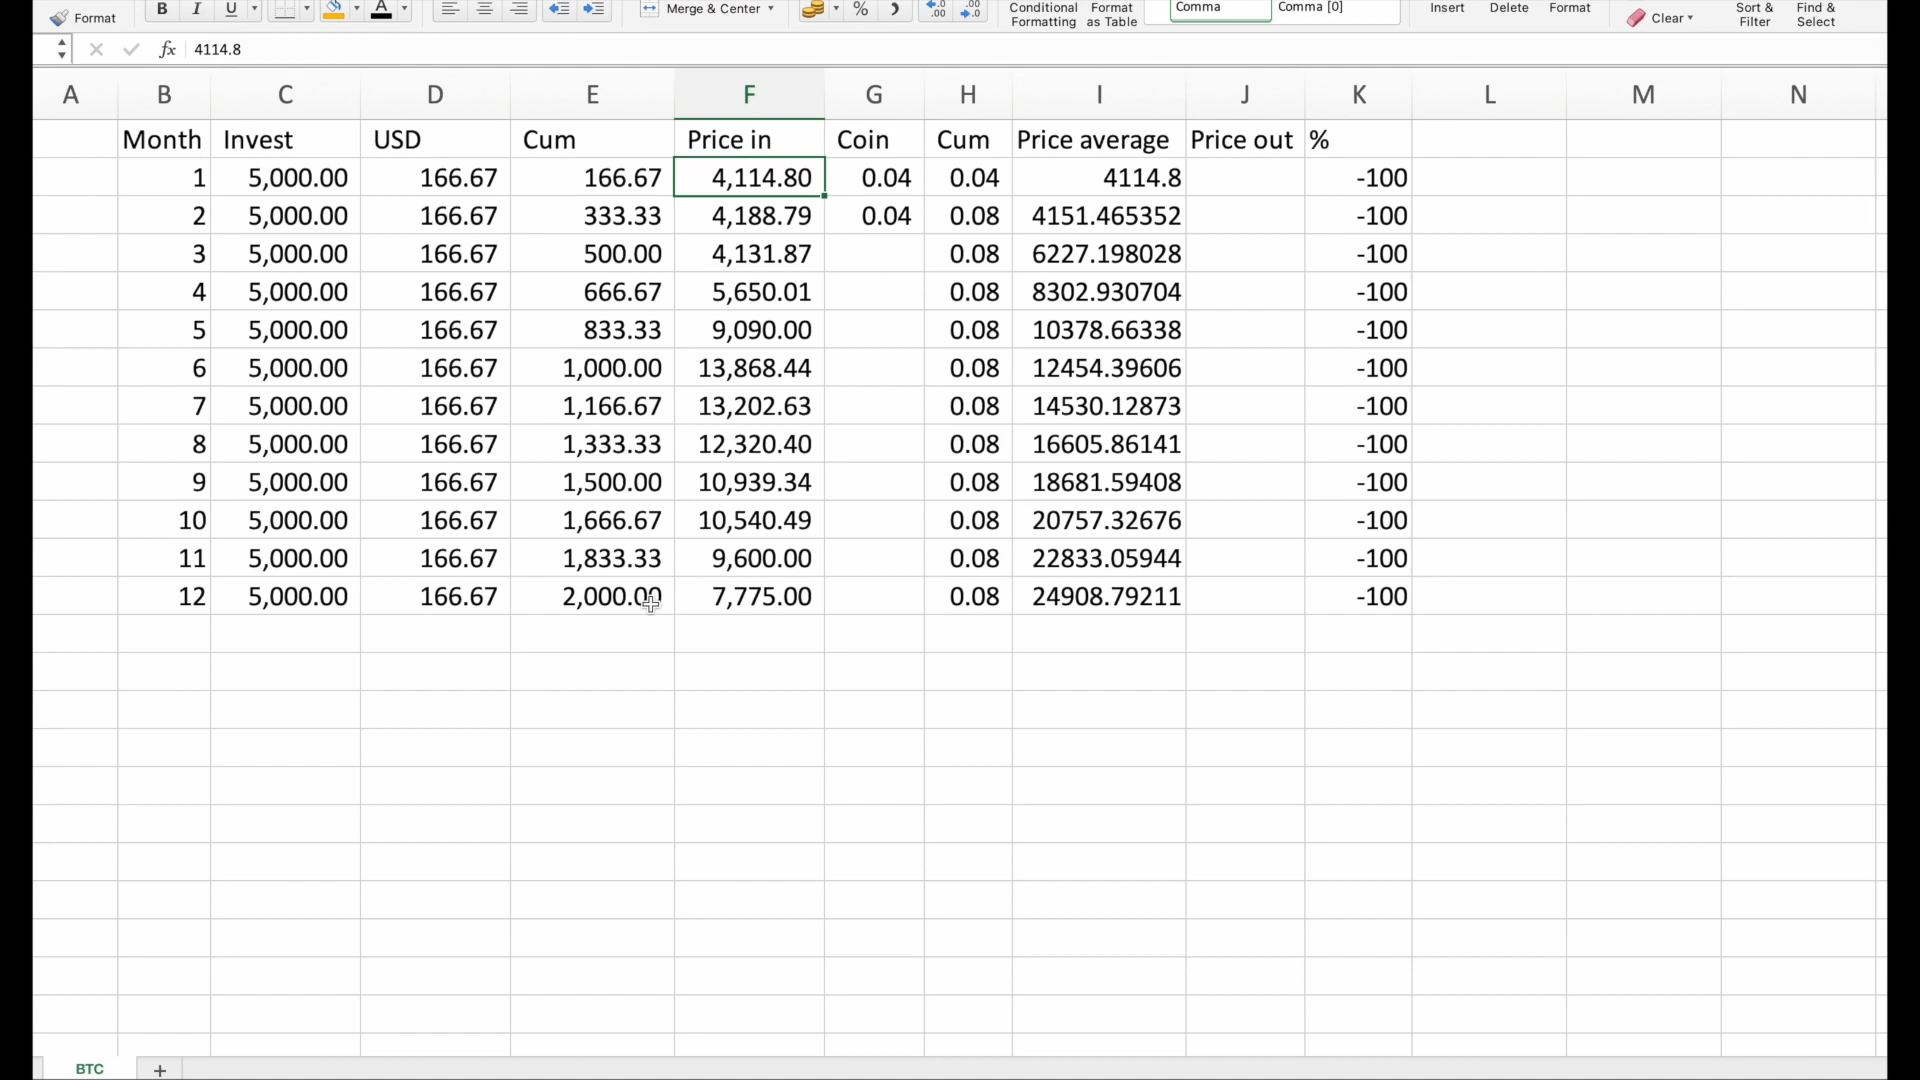 Format B I U A Merge & Center % Conditional Formatting Format as Table Comma Comma [0] Insert Delete Format Clear Sort & Filter Find & Select
fx 4114.8
A B C D E F G H I J K L M N
Month Invest USD Cum Price in Coin Cum Price average Price out %
1 5,000.00 166.67 166.67 4,114.80 0.04 0.04 4114.8 -100
2 5,000.00 166.67 333.33 4,188.79 0.04 0.08 4151.465352 -100
3 5,000.00 166.67 500.00 4,131.87 0.08 6227.198028 -100
4 5,000.00 166.67 666.67 5,650.01 0.08 8302.930704 -100
5 5,000.00 166.67 833.33 9,090.00 0.08 10378.66338 -100
6 5,000.00 166.67 1,000.00 13,868.44 0.08 12454.39606 -100
7 5,000.00 166.67 1,166.67 13,202.63 0.08 14530.12873 -100
8 5,000.00 166.67 1,333.33 12,320.40 0.08 16605.86141 -100
9 5,000.00 166.67 1,500.00 10,939.34 0.08 18681.59408 -100
10 5,000.00 166.67 1,666.67 10,540.49 0.08 20757.32676 -100
11 5,000.00 166.67 1,833.33 9,600.00 0.08 22833.05944 -100
12 5,000.00 166.67 2,000.00 7,775.00 0.08 24908.79211 -100
BTC +